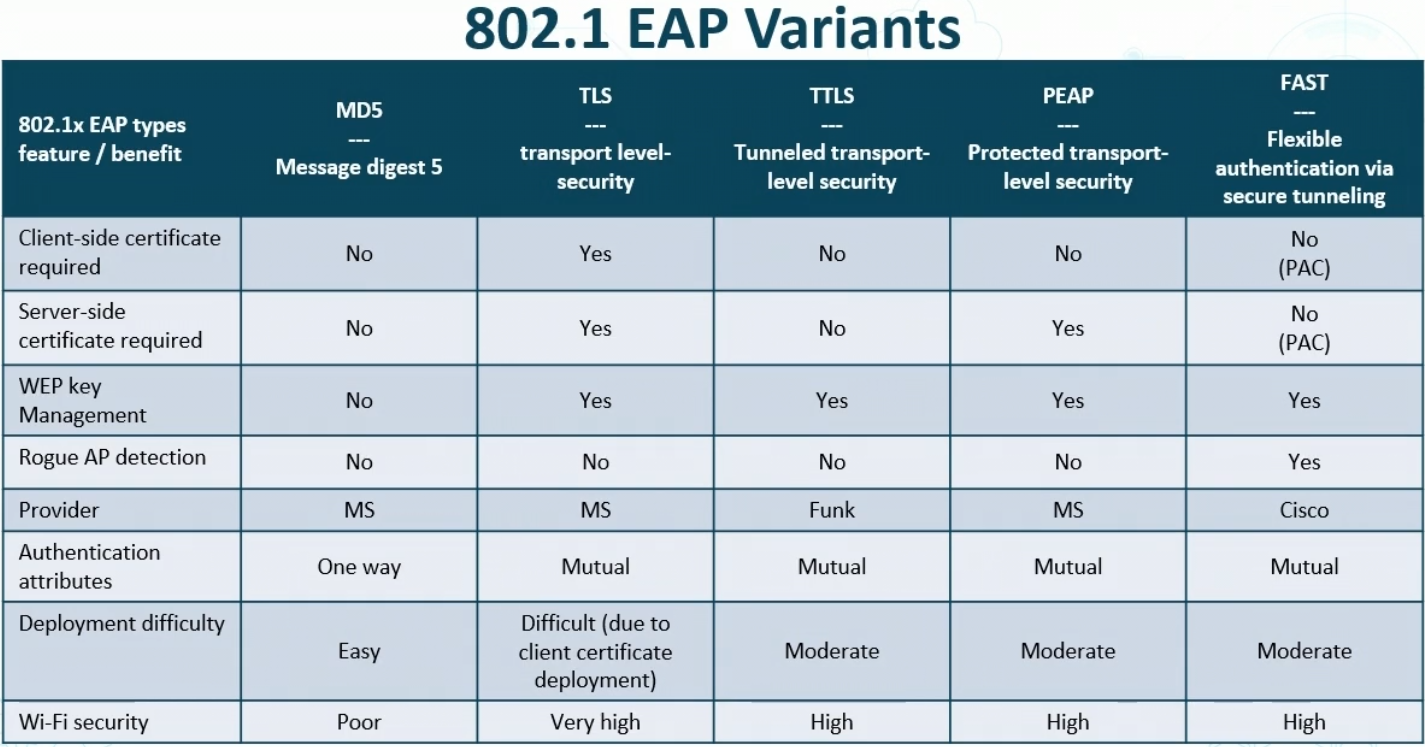 802.1 EAP Variants
802.1x EAP types
feature / benefit
MD5
---
Message digest 5
TLS
---
transport level-
security
TTLS
---
Tunneled transport-
level security
PEAP
---
Protected transport-
level security
FAST
---
Flexible
authentication via
secure tunneling
Client-side certificate
required
No
Yes
No
No
No
(PAC)
Server-side
certificate required
No
Yes
No
Yes
No
(PAC)
WEP key
Management
No
Yes
Yes
Yes
Yes
Rogue AP detection
No
No
No
No
Yes
Provider
MS
MS
Funk
MS
Cisco
Authentication
attributes
One way
Mutual
Mutual
Mutual
Mutual
Deployment difficulty
Easy
Difficult (due to
client certificate
deployment)
Moderate
Moderate
Moderate
Wi-Fi security
Poor
Very high
High
High
High